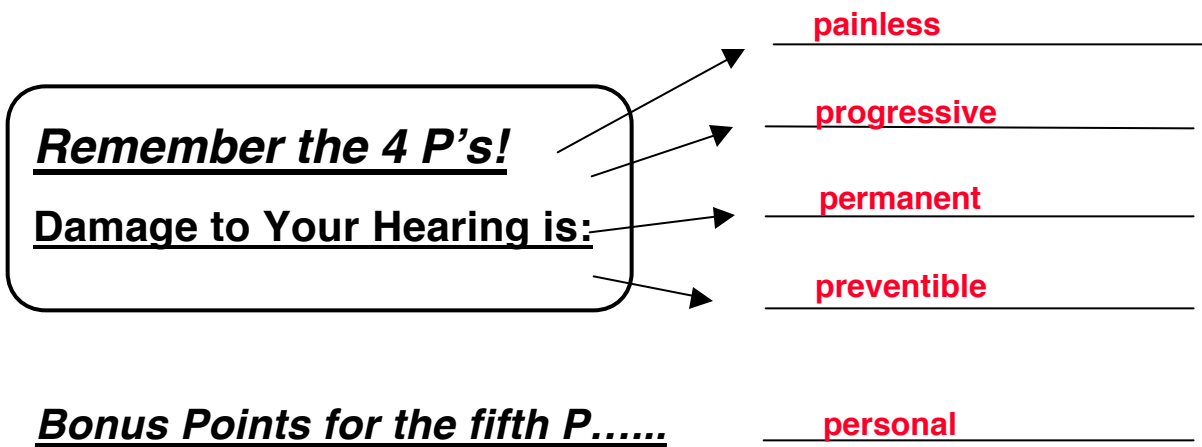 painless
progressive
Remember the 4 P’s!
permanent
Damage to Your Hearing is:
preventible
Bonus Points for the fifth P…... personal